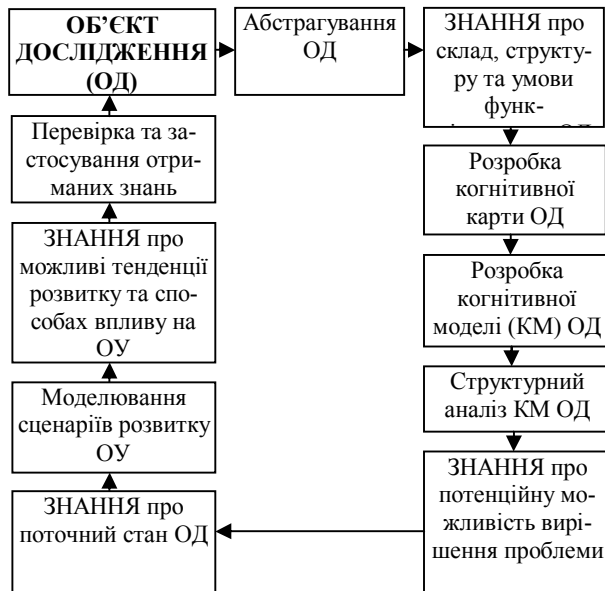 ОБ’ЄКТ
ДОСЛІДЖЕННЯ
(ОД)
Абстрагування
ОД
ЗНАННЯ про
склад, структу-
ру та умови
функ-
Розробка
когнітивної
карти ОД
Розробка
когнітивної
моделі (КМ) ОД
Структурний
аналіз КМ ОД
ЗНАННЯ про
потенційну мо-
жливість вирі-
шення проблеми
ЗНАННЯ про
поточний стан ОД
Моделювання
сценаріїв розвитку
ОУ
ЗНАННЯ про
можливі тенденції
розвитку та спо-
собах впливу на
ОУ
Перевірка та за-
стосування отри-
маних знань